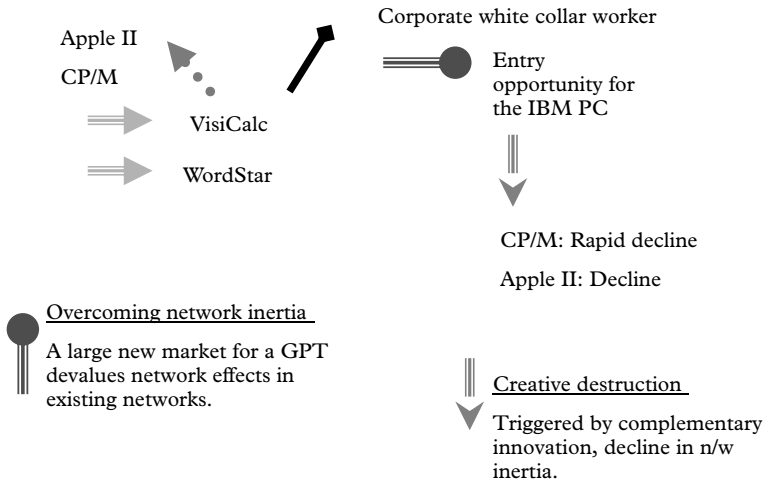 Apple II
CP/M
VisiCalc
WordStar
Corporate white collar worker
Entry
opportunity for
the IBM PC
CP/M: Rapid decline
Apple II: Decline
Overcoming network inertia
A large new market for a GPT
devalues network effects in
existing networks.
Creative destruction
Triggered by complementary
innovation, decline in n/w
inertia.